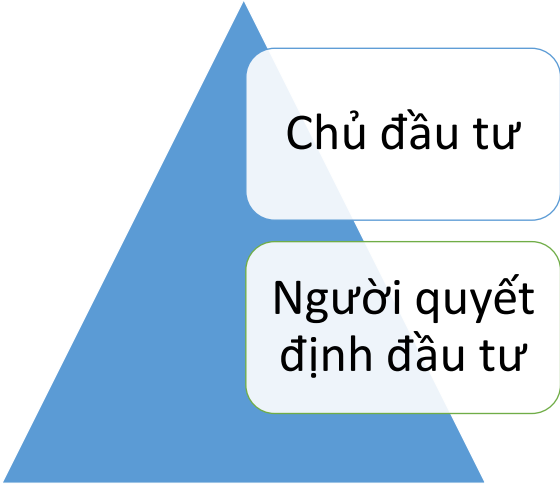 Chủ đầu tư
Người quyết
định đầu tư